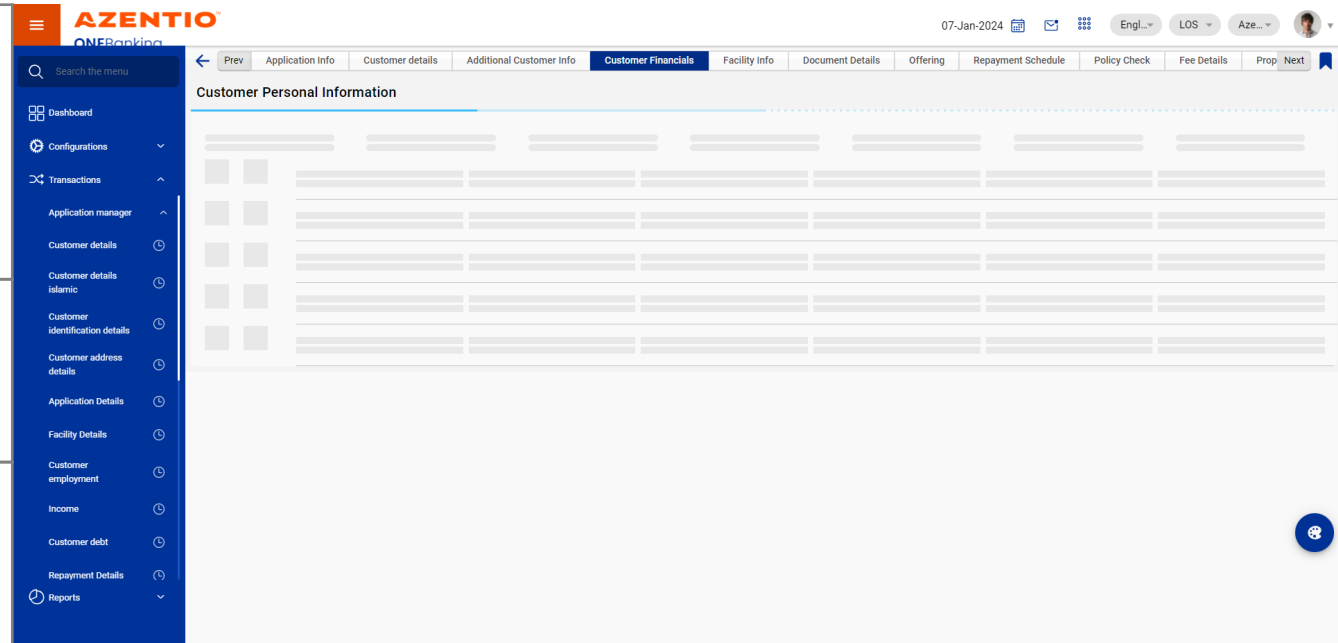 AZENTIO
ONEBanking
07-Jan-2024
Engl...
LOS
Aze...
Search the menu
Dashboard
Configurations
Transactions
Application manager
Customer details
Customer details
islamic
Customer
identification details
Customer address
details
Application Details
Facility Details
Customer
employment
Income
Customer debt
Repayment Details
Reports
Prev
Application Info
Customer details
Additional Customer Info
Customer Financials
Facility Info
Document Details
Offering
Repayment Schedule
Policy Check
Fee Details
Prop
Next
Customer Personal Information